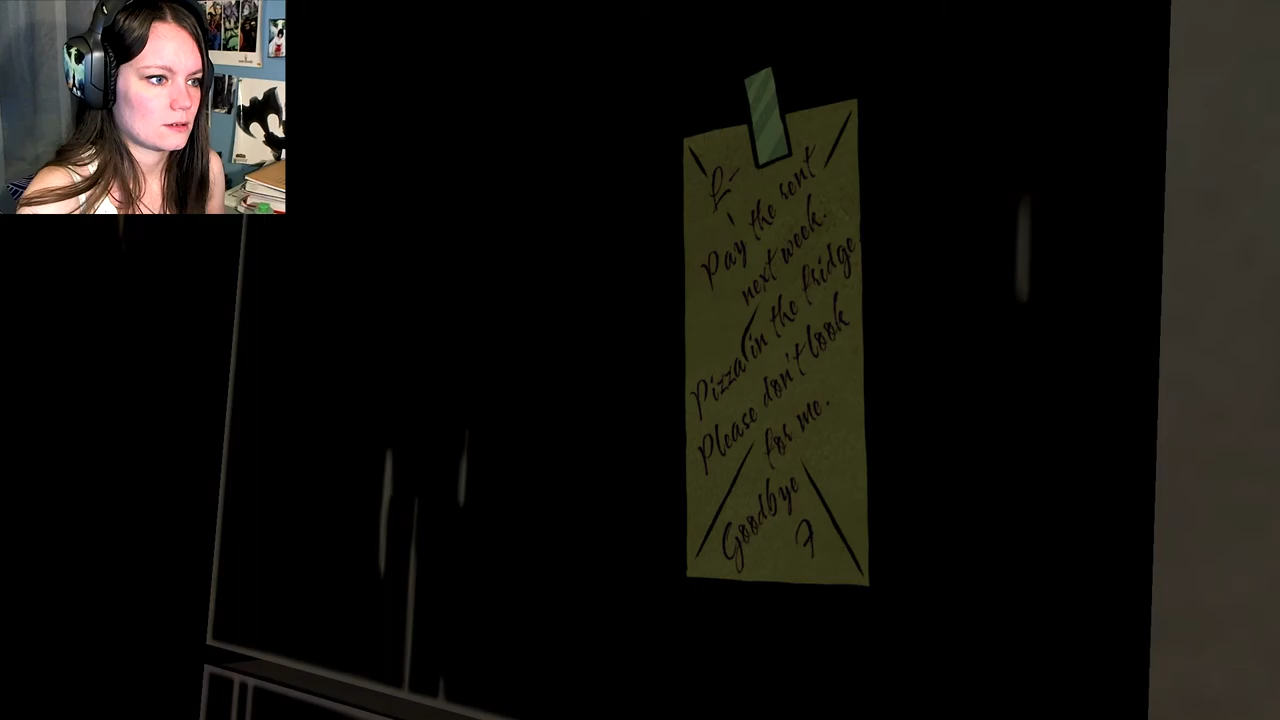 R-
Pay the rent
next week.
Pizza in the fridge
Please don't look
for me.
Goodbye
F